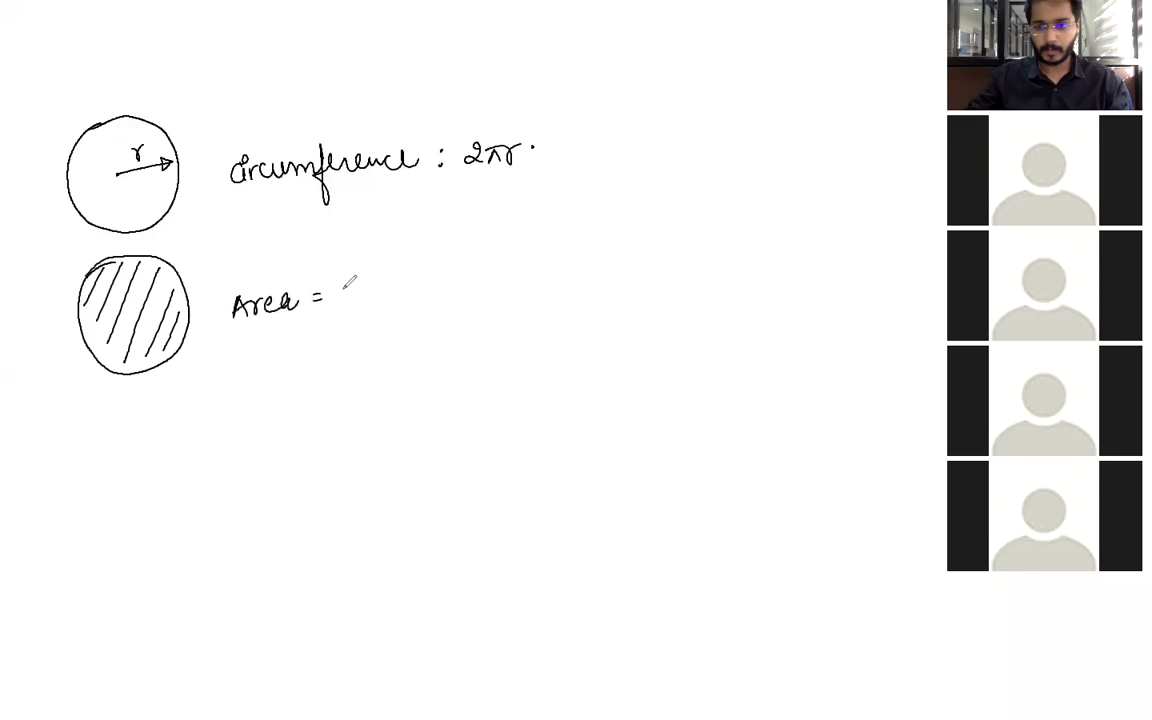 r
circumference : 2πr.
Area =